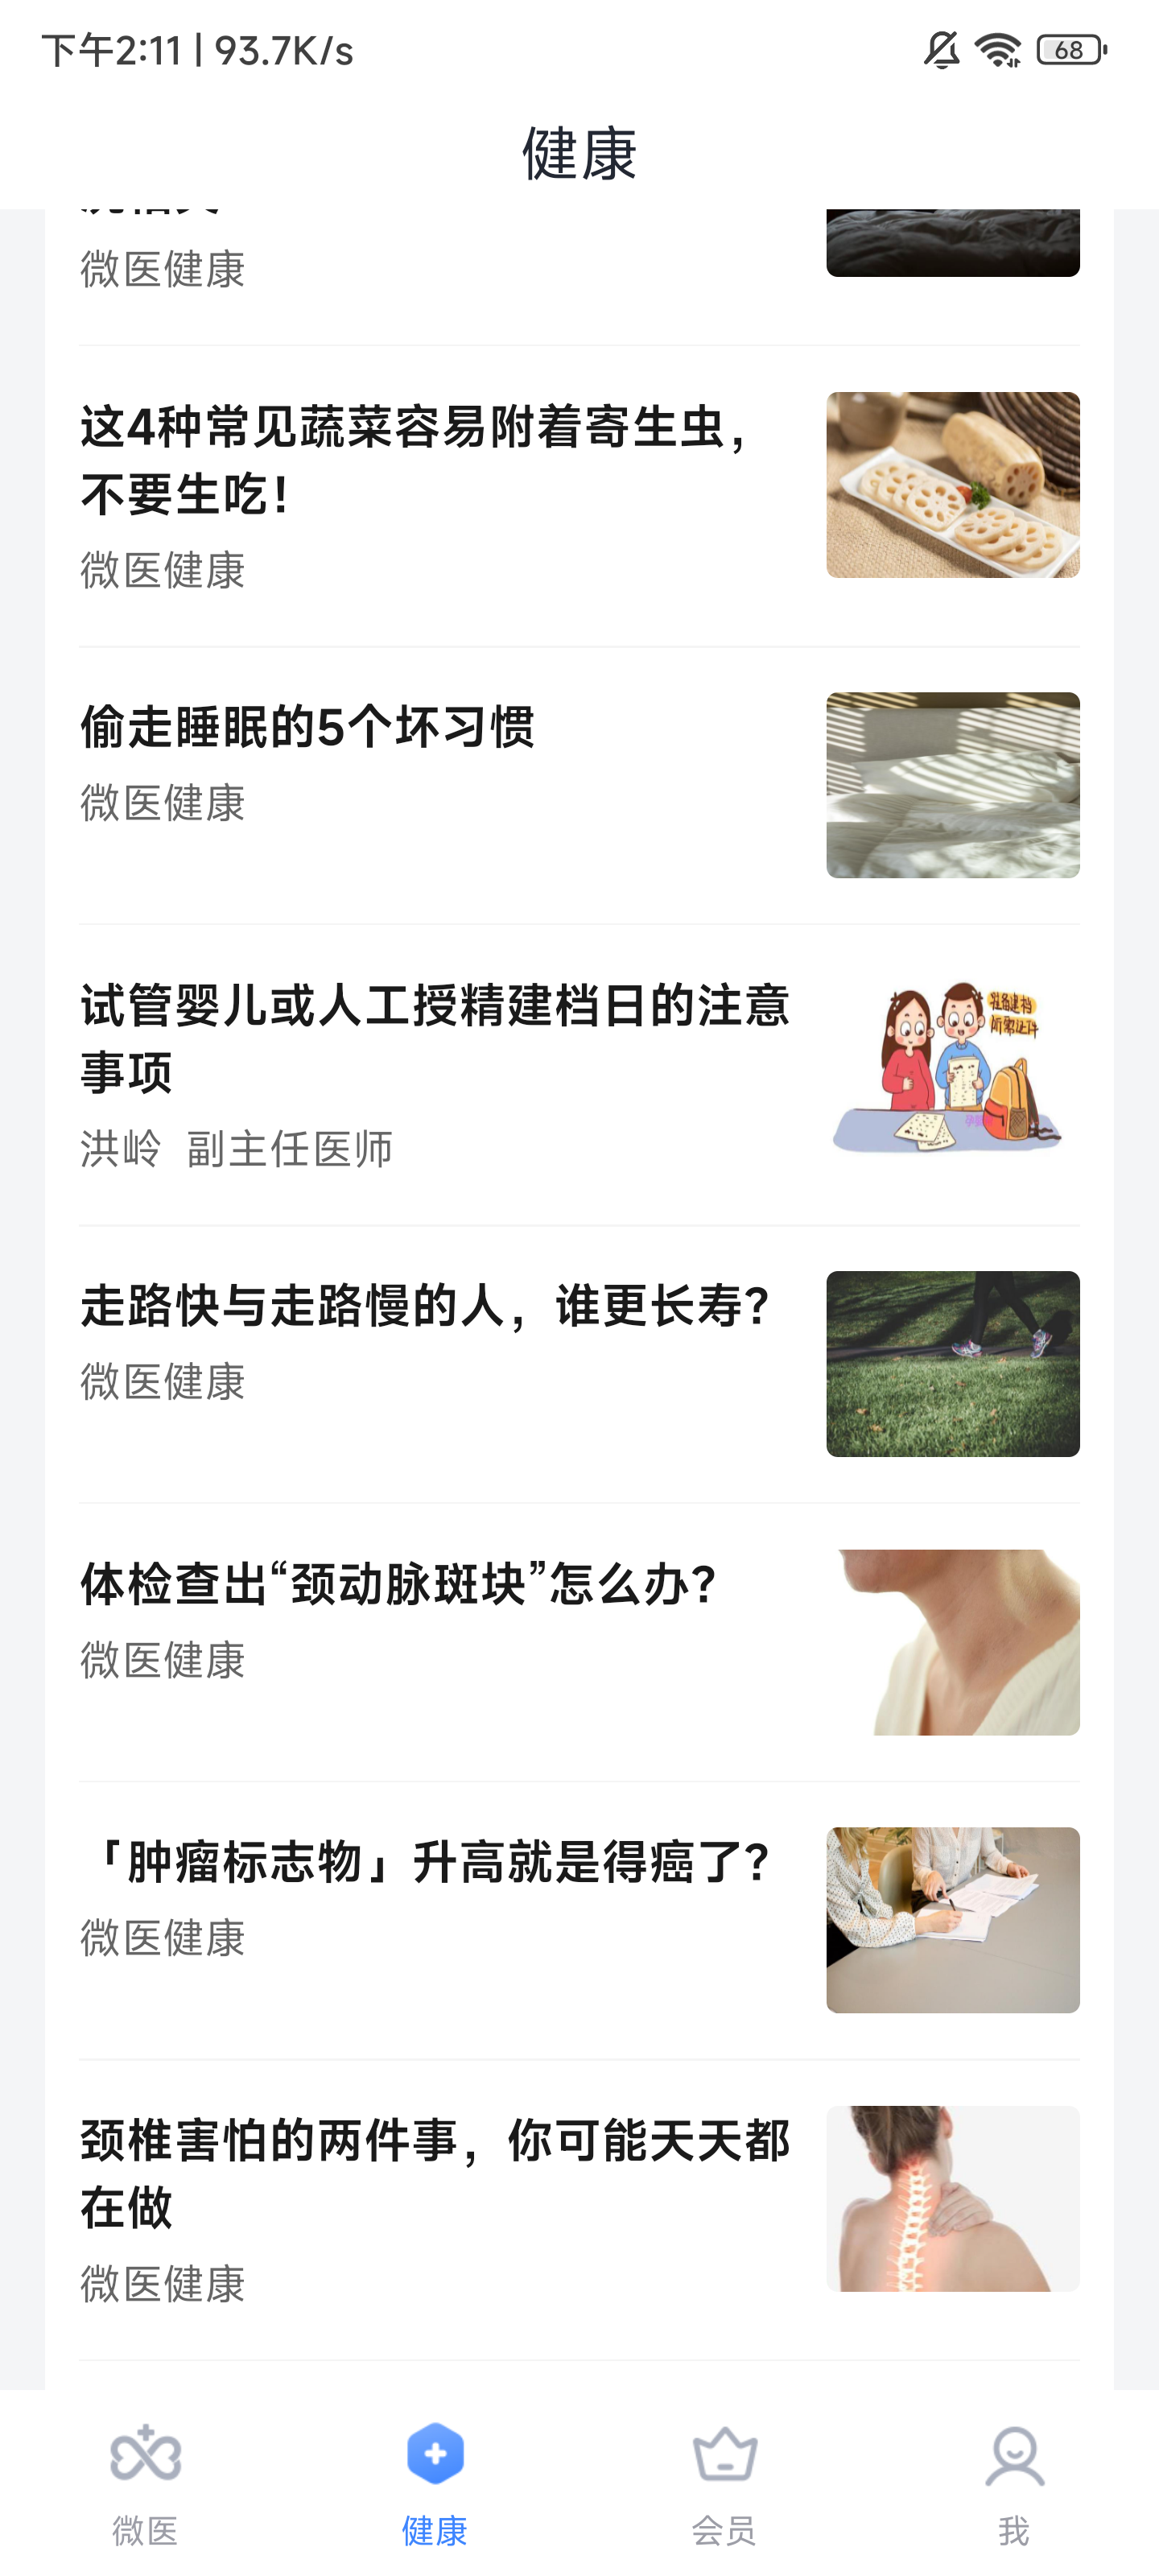 下午2:11 | 93.7K/s
68
健康
微医健康
这4种常见蔬菜容易附着寄生虫，
不要生吃！
微医健康
偷走睡眠的5个坏习惯
微医健康
试管婴儿或人工授精建档日的注意
事项
洪岭 副主任医师
走路快与走路慢的人，谁更长寿?
微医健康
体检查出“颈动脉斑块”怎么办?
微医健康
「肿瘤标志物」升高就是得癌了?
微医健康
颈椎害怕的两件事，你可能天天都
在做
微医健康
微医
健康
会员
我